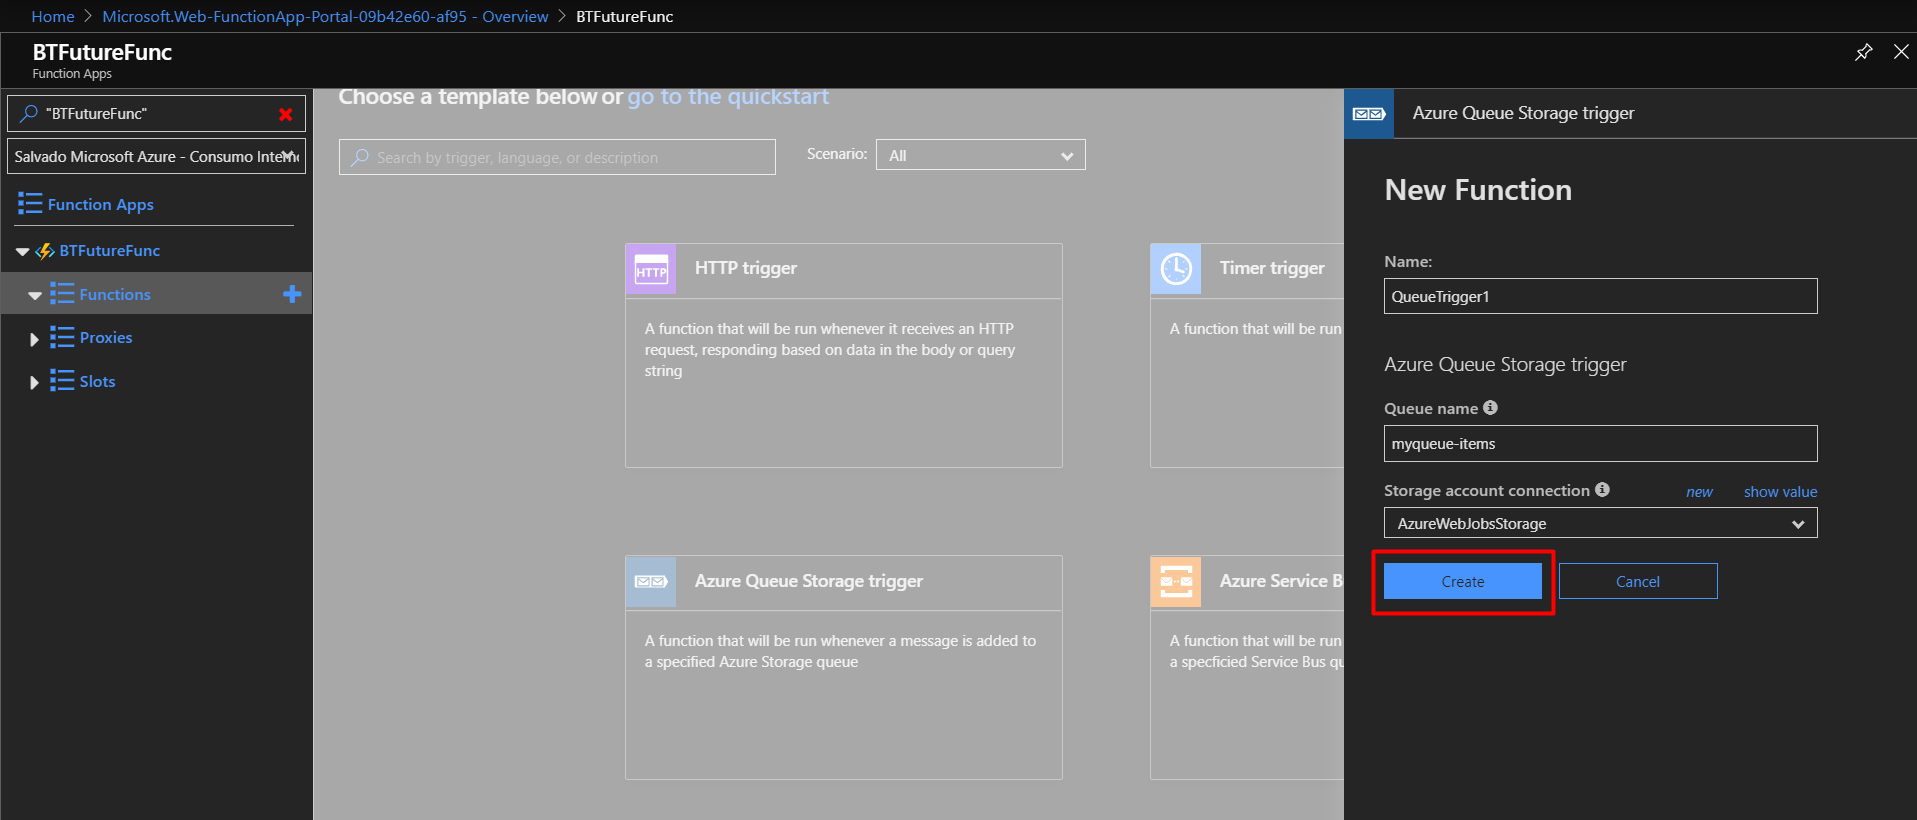 Home > Microsoft.Web-FunctionApp-Portal-09b42e60-af95 - Overview > BTFutureFunc
BTFutureFunc
Function Apps
"BTFutureFunc"
Salvado Microsoft Azure - Consumo
Function Apps
BTFutureFunc
Functions
Proxies
Slots
Choose a template below or go to the quickstart
Search by trigger, language, or description
Scenario: All
HTTP
HTTP trigger
A function that will be run whenever it receives an HTTP
request, responding based on data in the body or query
string
Timer trigger
A function that will be run
Azure Queue Storage trigger
A function that will be run whenever a message is added to
a specified Azure Storage queue
Azure Service B
A function that will be run
a specficied Service Bus qu
Azure Queue Storage trigger
New Function
Name:
QueueTrigger1
Azure Queue Storage trigger
Queue name
myqueue-items
Storage account connection new show value
AzureWebJobsStorage
Create Cancel